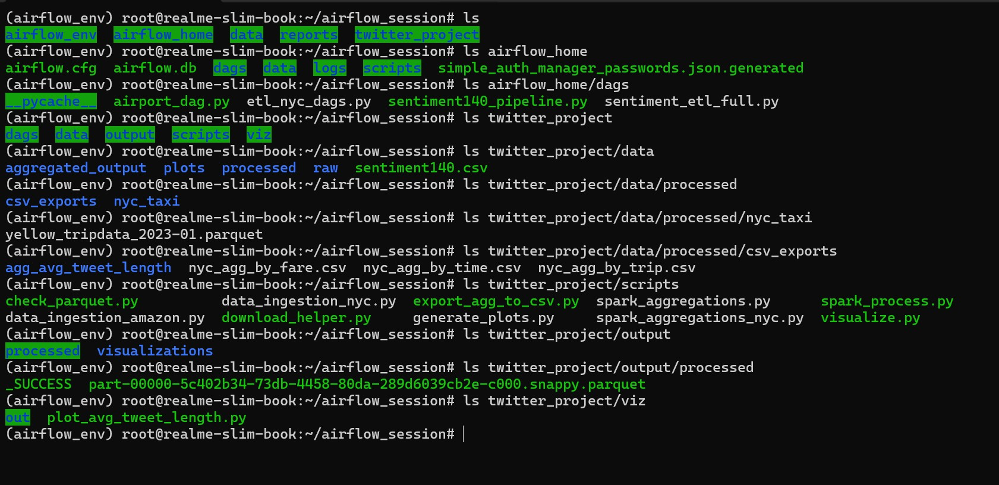 (airflow_env) root@realme-slim-book:~/airflow_session# ls
airflow_env  airflow_home  data  reports  twitter_project
(airflow_env) root@realme-slim-book:~/airflow_session# ls airflow_home
airflow.cfg  airflow.db  dags  data  logs  scripts  simple_auth_manager_passwords.json.generated
(airflow_env) root@realme-slim-book:~/airflow_session# ls airflow_home/dags
__pycache__  airport_dag.py  etl_nyc_dags.py  sentiment140_pipeline.py  sentiment_etl_full.py
(airflow_env) root@realme-slim-book:~/airflow_session# ls twitter_project
dags  data  output  scripts  viz
(airflow_env) root@realme-slim-book:~/airflow_session# ls twitter_project/data
aggregated_output  plots  processed  raw  sentiment140.csv
(airflow_env) root@realme-slim-book:~/airflow_session# ls twitter_project/data/processed
csv_exports  nyc_taxi
(airflow_env) root@realme-slim-book:~/airflow_session# ls twitter_project/data/processed/nyc_taxi
yellow_tripdata_2023-01.parquet
(airflow_env) root@realme-slim-book:~/airflow_session# ls twitter_project/data/processed/csv_exports
agg_avg_tweet_length  nyc_agg_by_fare.csv  nyc_agg_by_time.csv  nyc_agg_by_trip.csv
(airflow_env) root@realme-slim-book:~/airflow_session# ls twitter_project/scripts
check_parquet.py          data_ingestion_nyc.py  export_agg_to_csv.py  spark_aggregations.py      spark_process.py
data_ingestion_amazon.py  download_helper.py     generate_plots.py     spark_aggregations_nyc.py  visualize.py
(airflow_env) root@realme-slim-book:~/airflow_session# ls twitter_project/output
processed  visualizations
(airflow_env) root@realme-slim-book:~/airflow_session# ls twitter_project/output/processed
_SUCCESS  part-00000-5c402b34-73db-4458-80da-289d6039cb2e-c000.snappy.parquet
(airflow_env) root@realme-slim-book:~/airflow_session# ls twitter_project/viz
out  plot_avg_tweet_length.py
(airflow_env) root@realme-slim-book:~/airflow_session#